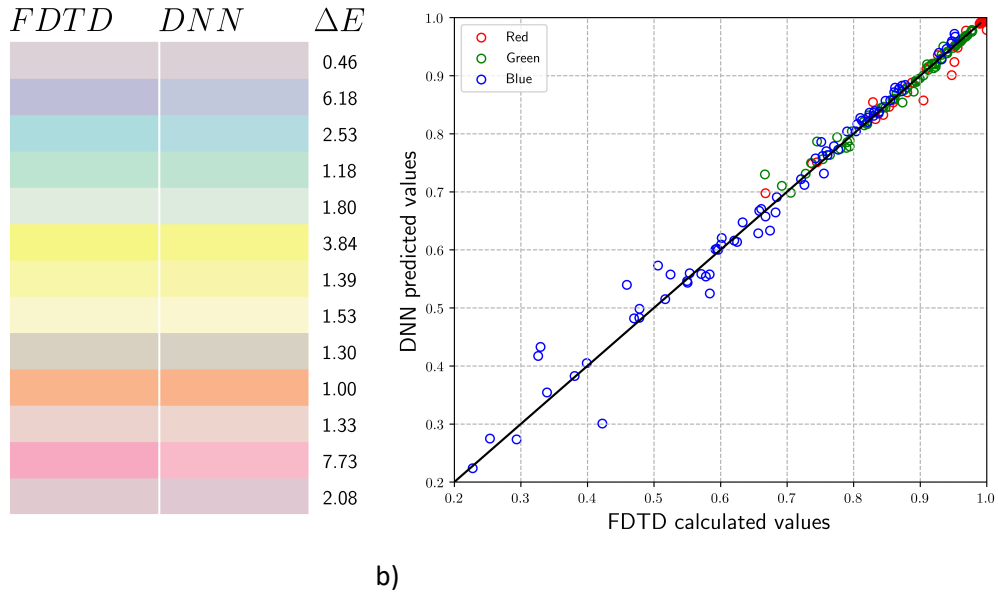 FDTD DNN ΔE
0.46
6.18
2.53
1.18
1.80
3.84
1.39
1.53
1.30
1.00
1.33
7.73
2.08
1.0
0.9
0.8
0.7
0.6
0.5
0.4
0.3
0.2
DNN predicted values
Red
Green
Blue
0.2 0.3 0.4 0.5 0.6 0.7 0.8 0.9 1.0
FDTD calculated values
b)